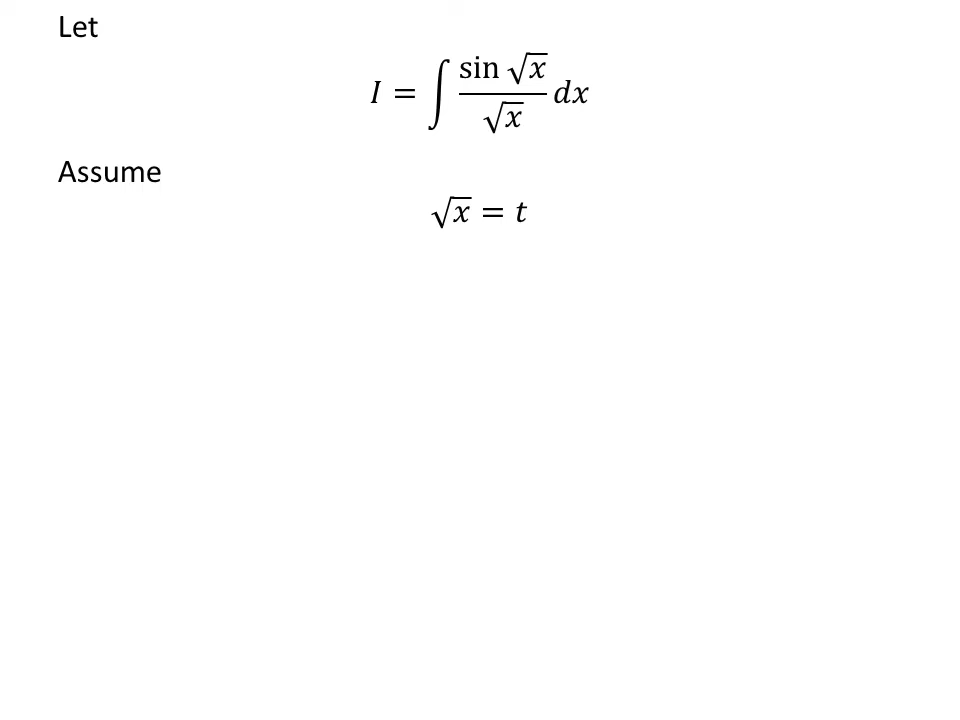 Let
I = ∫ sin √x / √x dx
Assume
√x = t